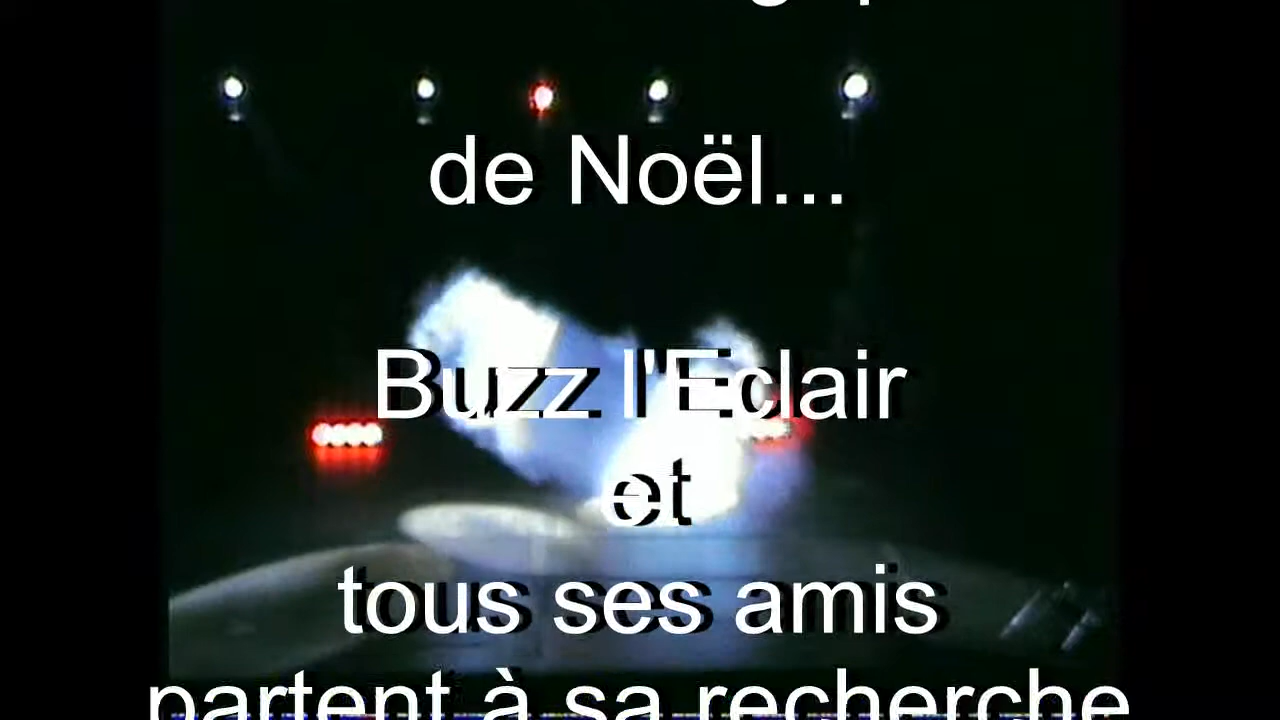 de Noël...
Buzz l'Eclair
et
tous ses amis
partent à sa recherche